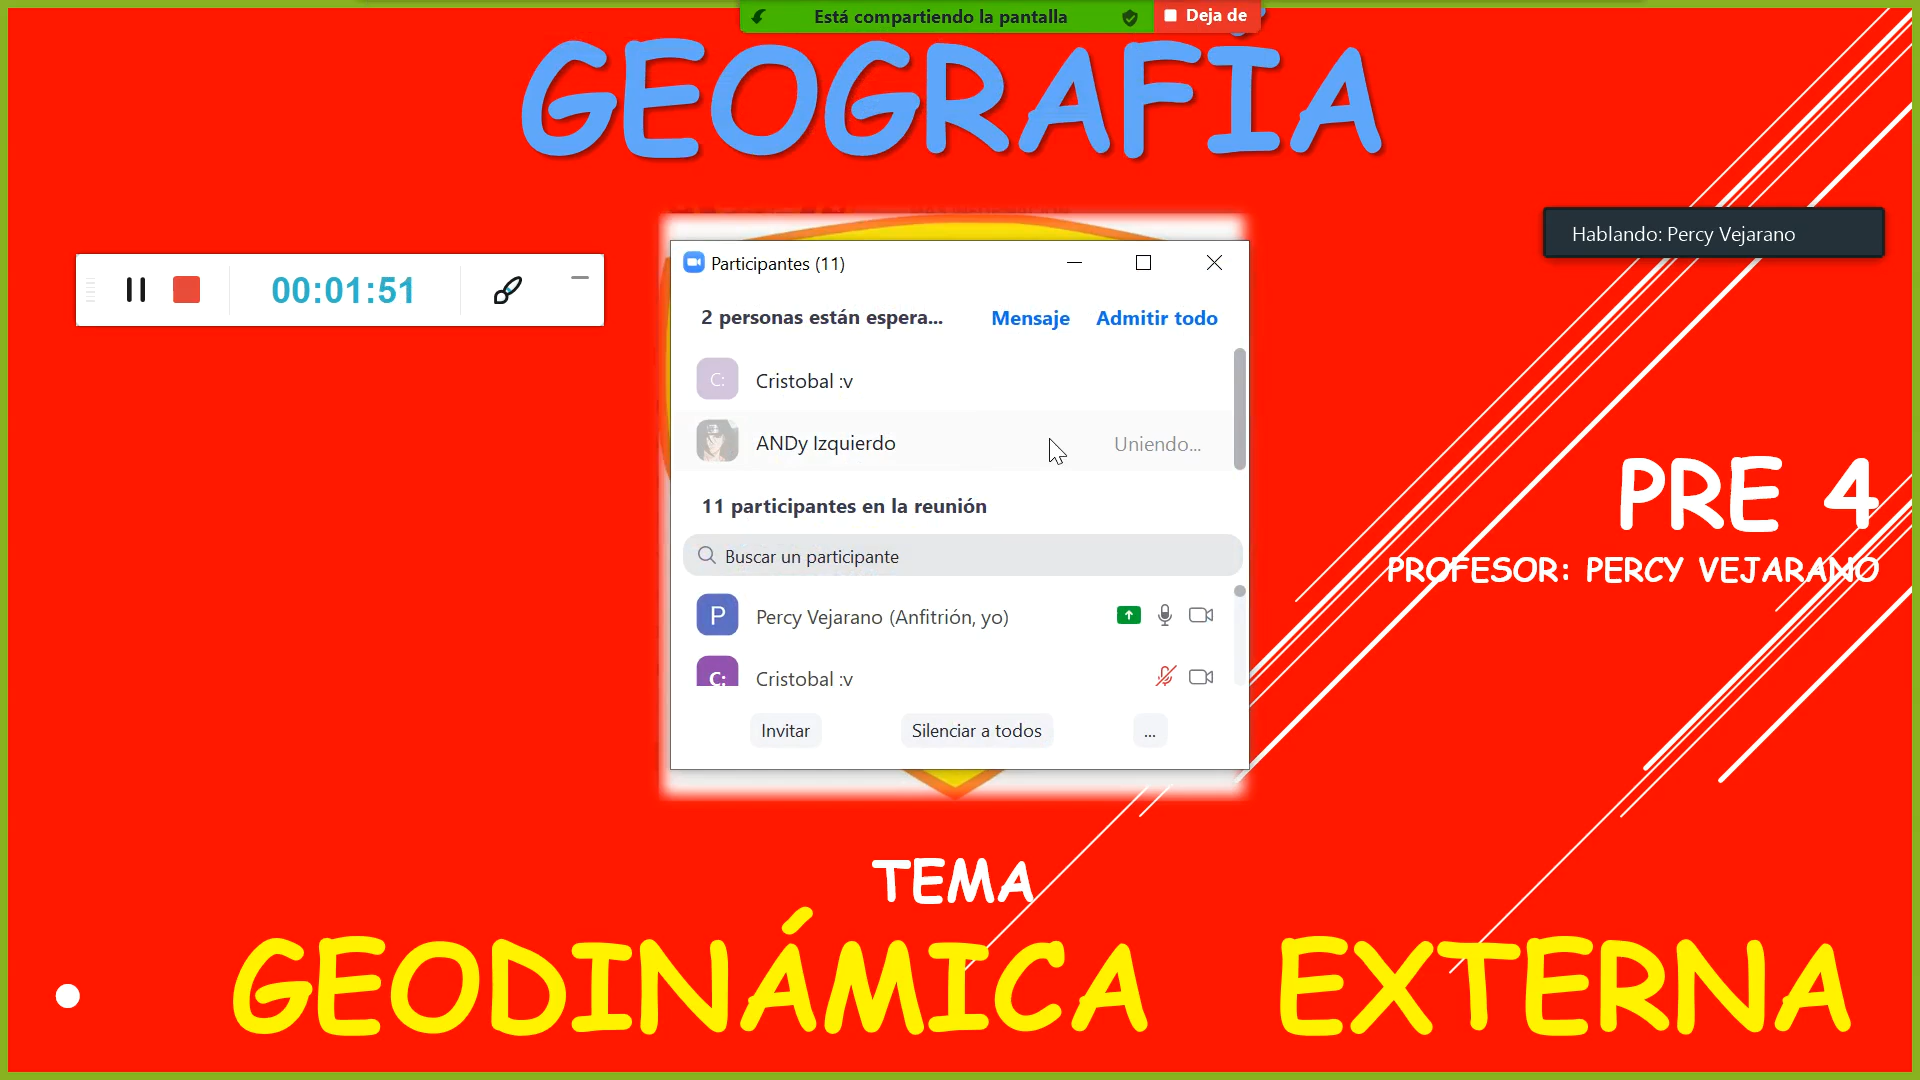 Está compartiendo la pantalla
Deja de
GEOGRAFÍA
Hablando: Percy Vejarano
00:01:51
Participantes (11)
2 personas están espera... Mensaje Admitir todo
C: Cristobal :v
ANDy Izquierdo Uniendo...
11 participantes en la reunión
Buscar un participante
P Percy Vejarano (Anfitrión, yo)
C: Cristobal :v
Invitar Silenciar a todos ...
PRE 4
PROFESOR: PERCY VEJARANO
TEMA
GEODINÁMICA EXTERNA